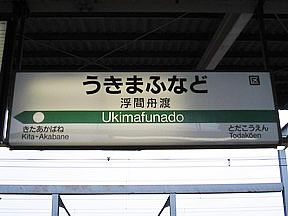 うきまふなど
浮間舟渡
Ukimafunado
きたあかばね
Kita-Akabane
とだこうえん
Todakōen